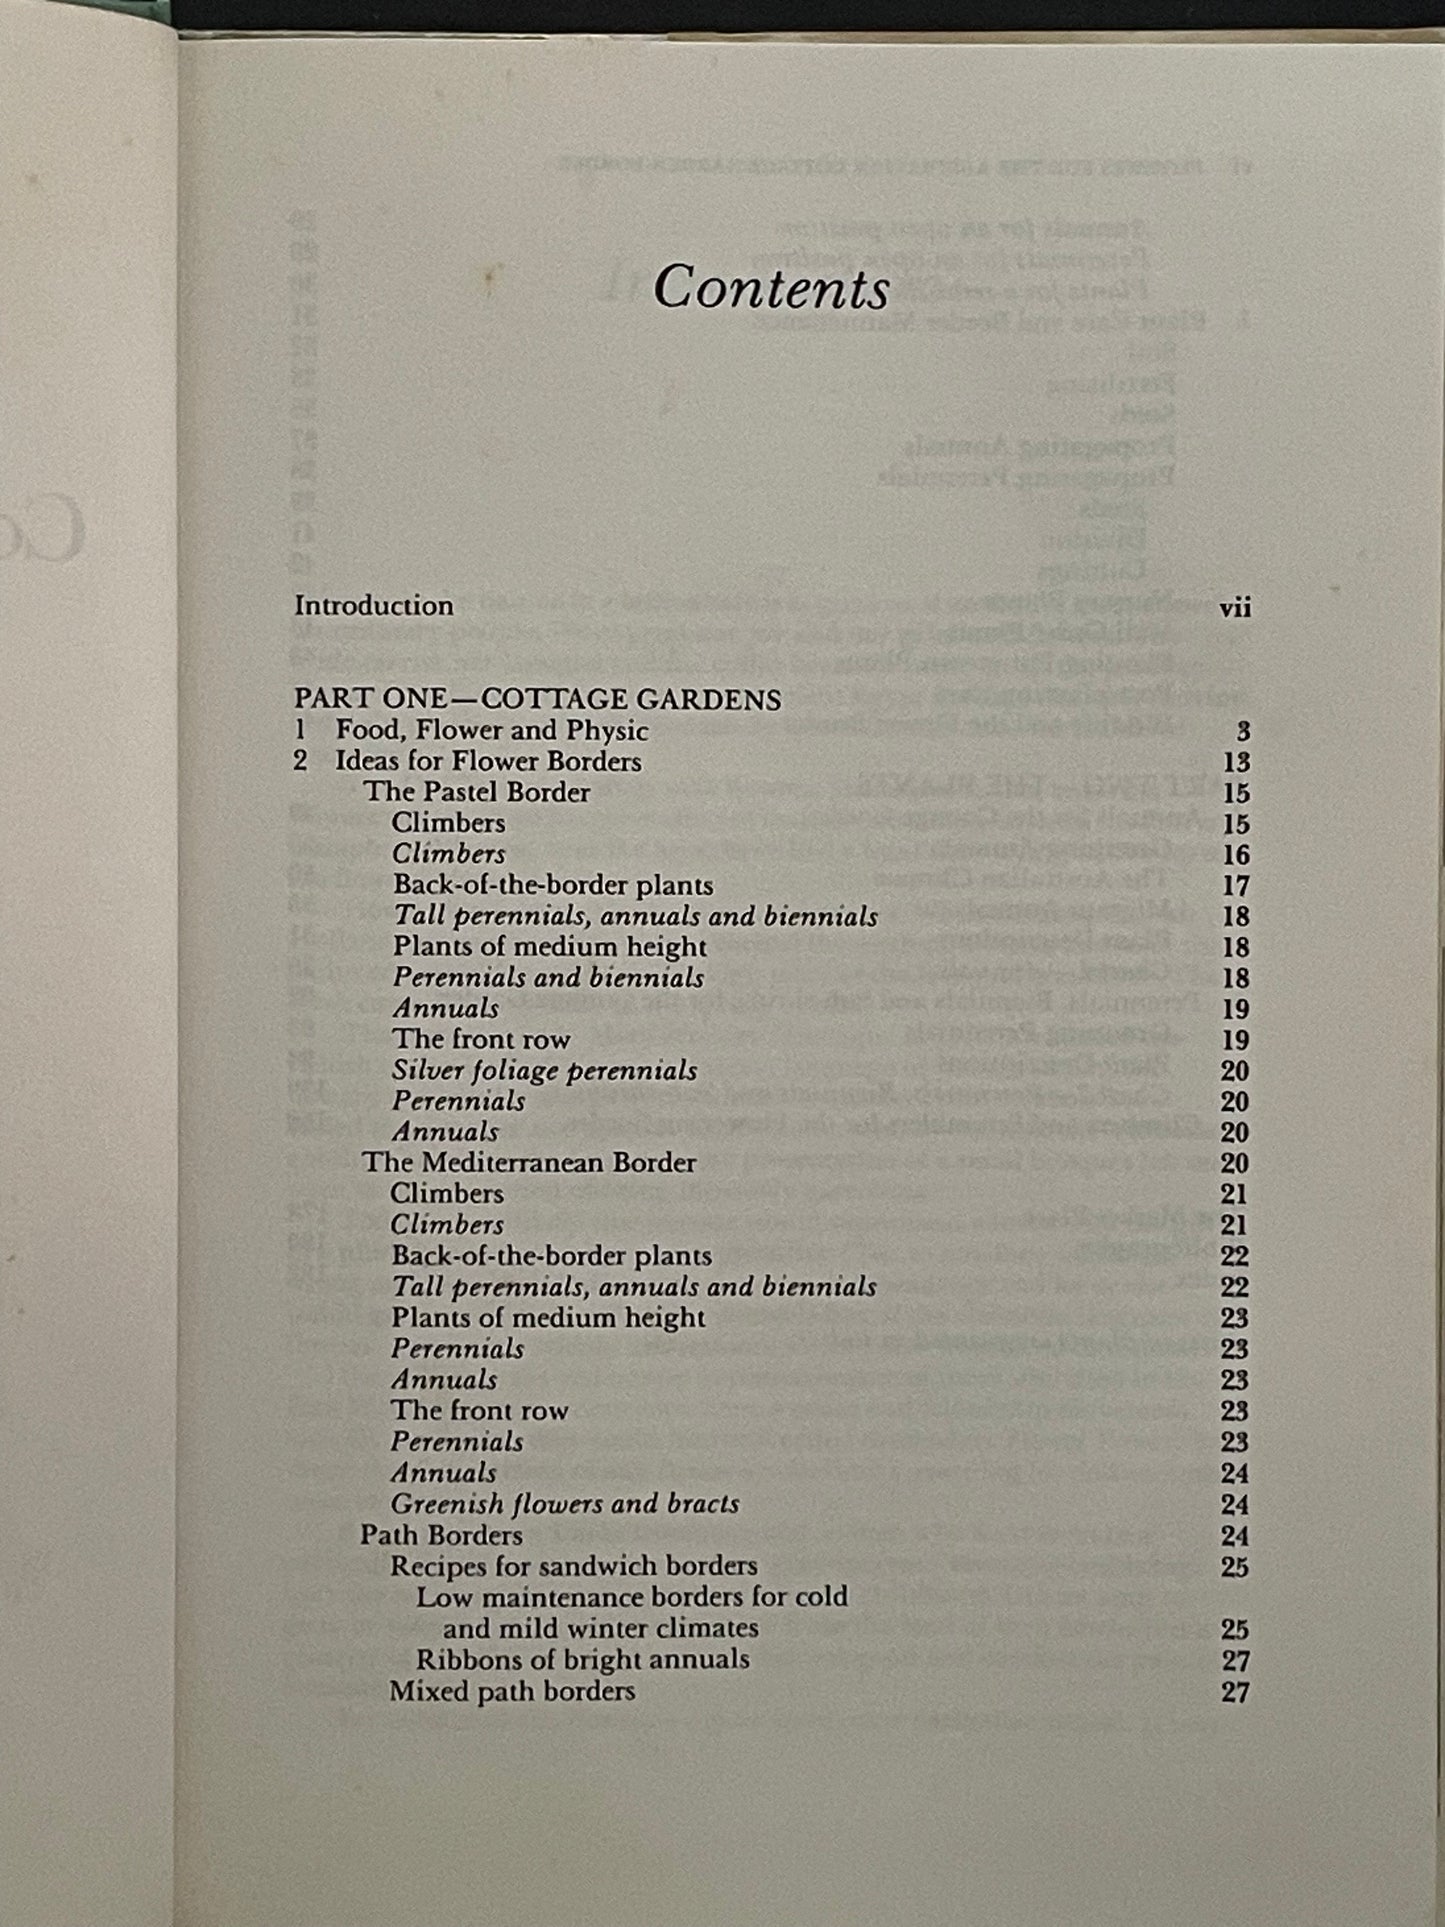 Contents
Introduction vii
PART ONE—COTTAGE GARDENS
1 Food, Flower and Physic 3
2 Ideas for Flower Borders 13
The Pastel Border 15
Climbers 15
Climbers 16
Back-of-the-border plants 17
Tall perennials, annuals and biennials 18
Plants of medium height 18
Perennials and biennials 18
Annuals 19
The front row 19
Silver foliage perennials 20
Perennials 20
Annuals 20
The Mediterranean Border 20
Climbers 21
Climbers 21
Back-of-the-border plants 22
Tall perennials, annuals and biennials 22
Plants of medium height 23
Perennials 23
Annuals 23
The front row 23
Perennials 23
Annuals 24
Greenish flowers and bracts 24
Path Borders 24
Recipes for sandwich borders 25
Low maintenance borders for cold
and mild winter climates 25
Ribbons of bright annuals 27
Mixed path borders 27